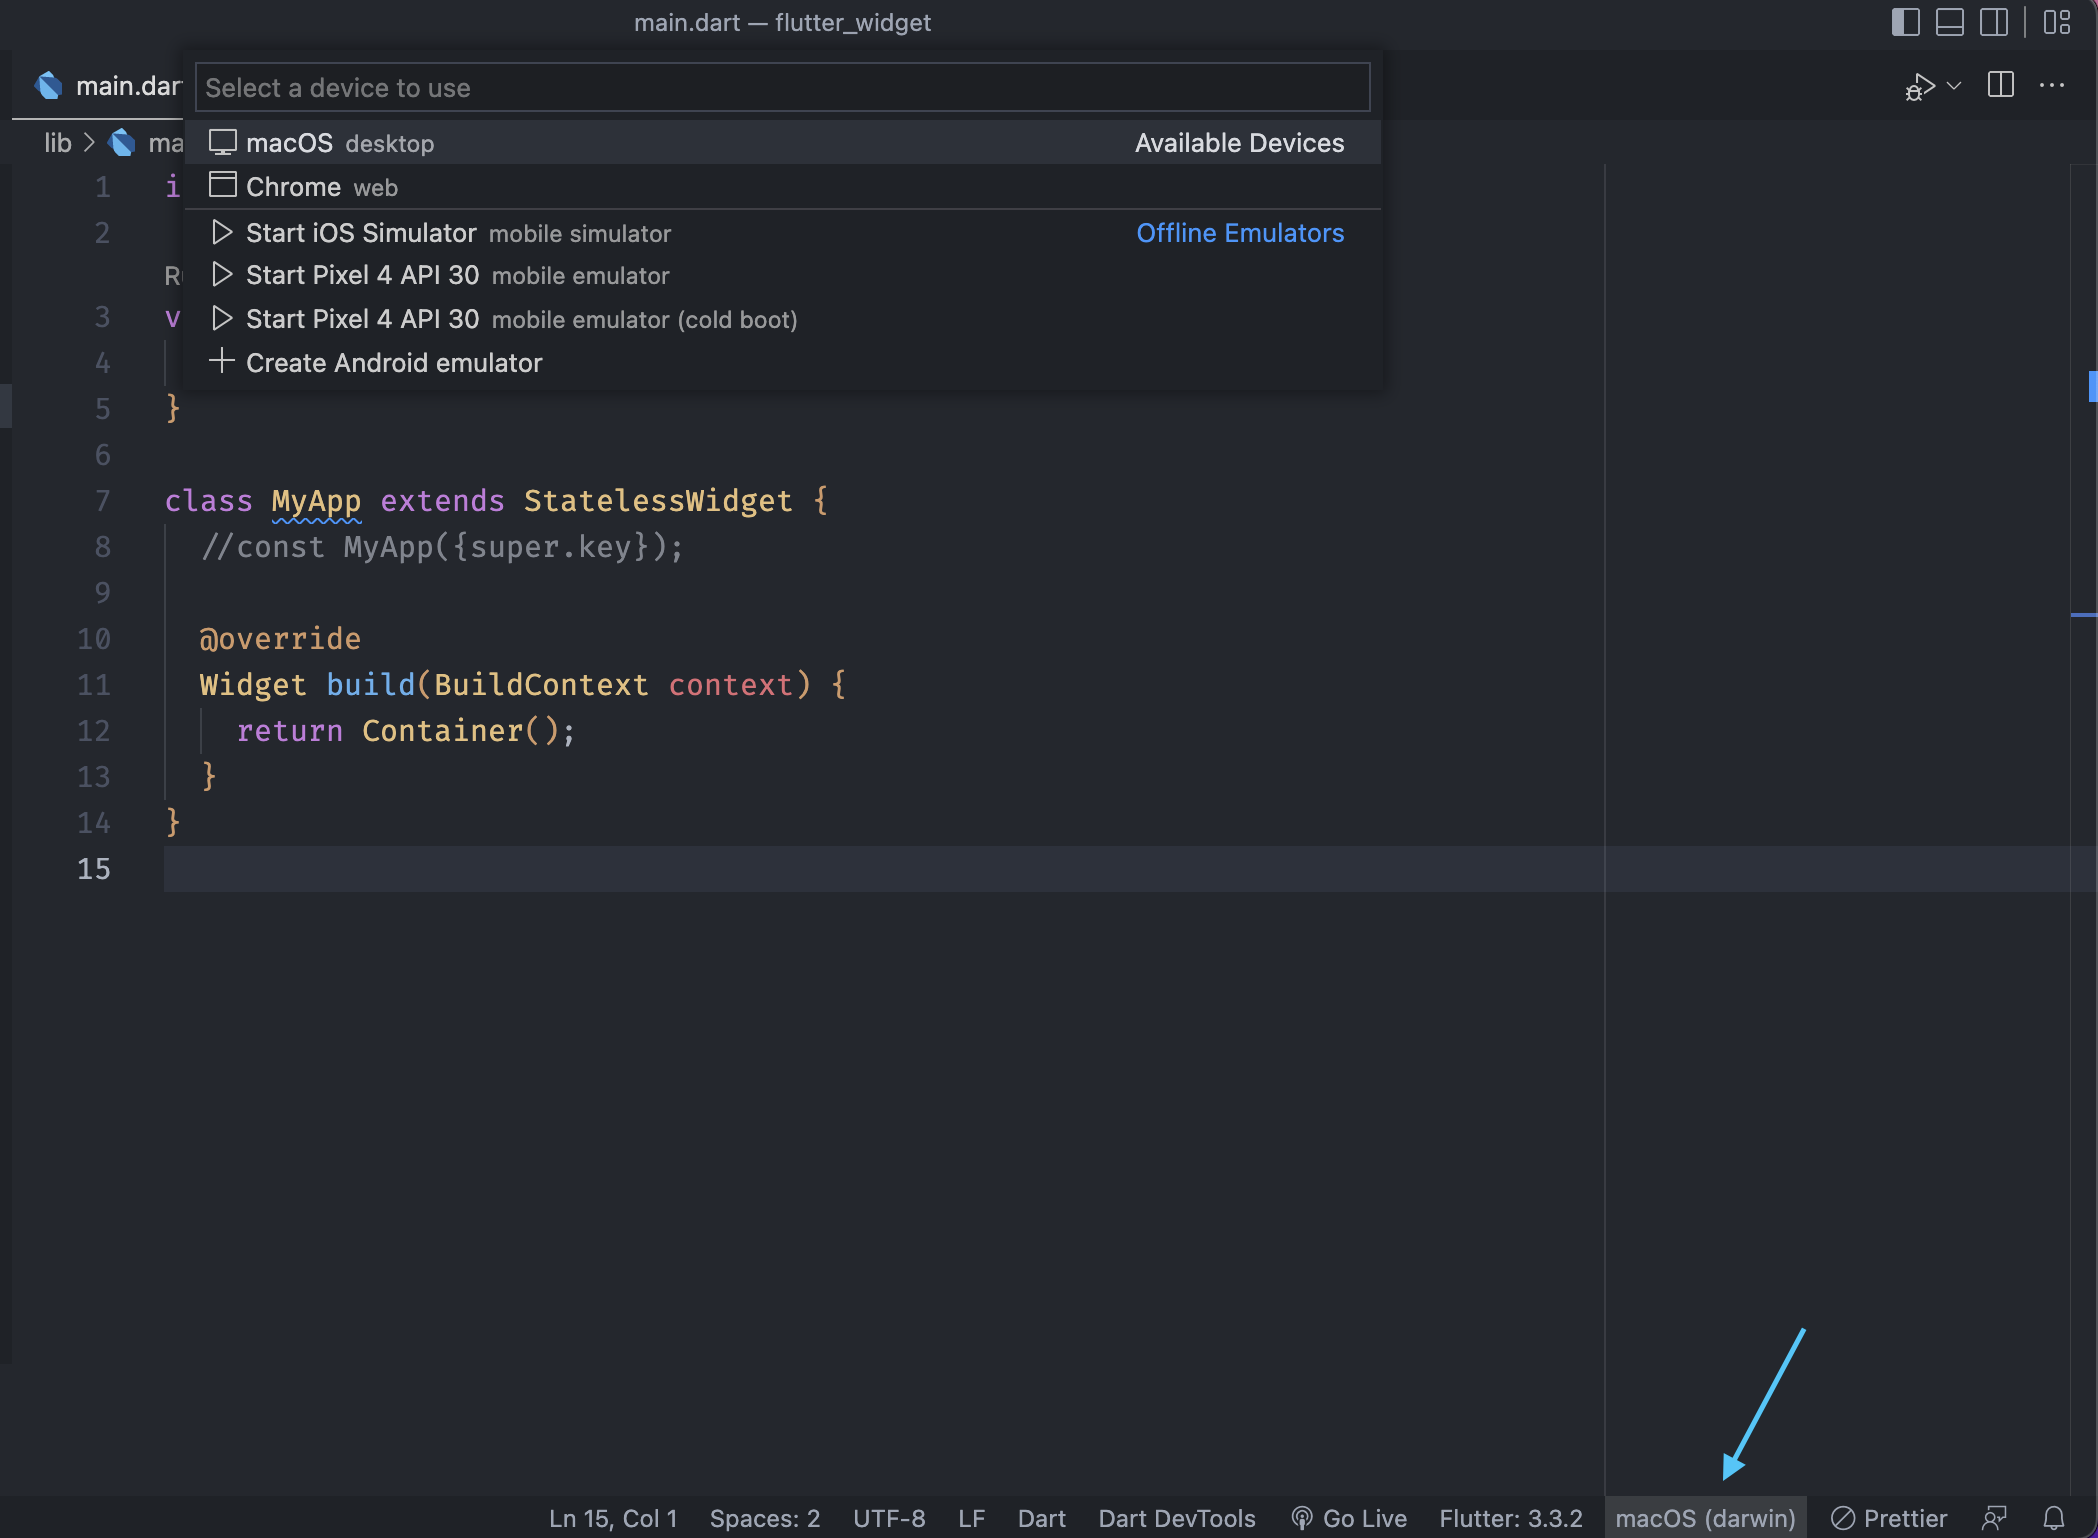 main.dart — flutter_widget
main.dar
Select a device to use
lib > ma
macOS desktop Available Devices
Chrome web
Start iOS Simulator mobile simulator Offline Emulators
Start Pixel 4 API 30 mobile emulator
Start Pixel 4 API 30 mobile emulator (cold boot)
Create Android emulator
1 i
2
R
3 v
4
5 }
6
7 class MyApp extends StatelessWidget {
8 //const MyApp({super.key});
9
10 @override
11 Widget build(BuildContext context) {
12 return Container();
13 }
14 }
15
Ln 15, Col 1 Spaces: 2 UTF-8 LF Dart Dart DevTools Go Live Flutter: 3.3.2 macOS (darwin) Prettier